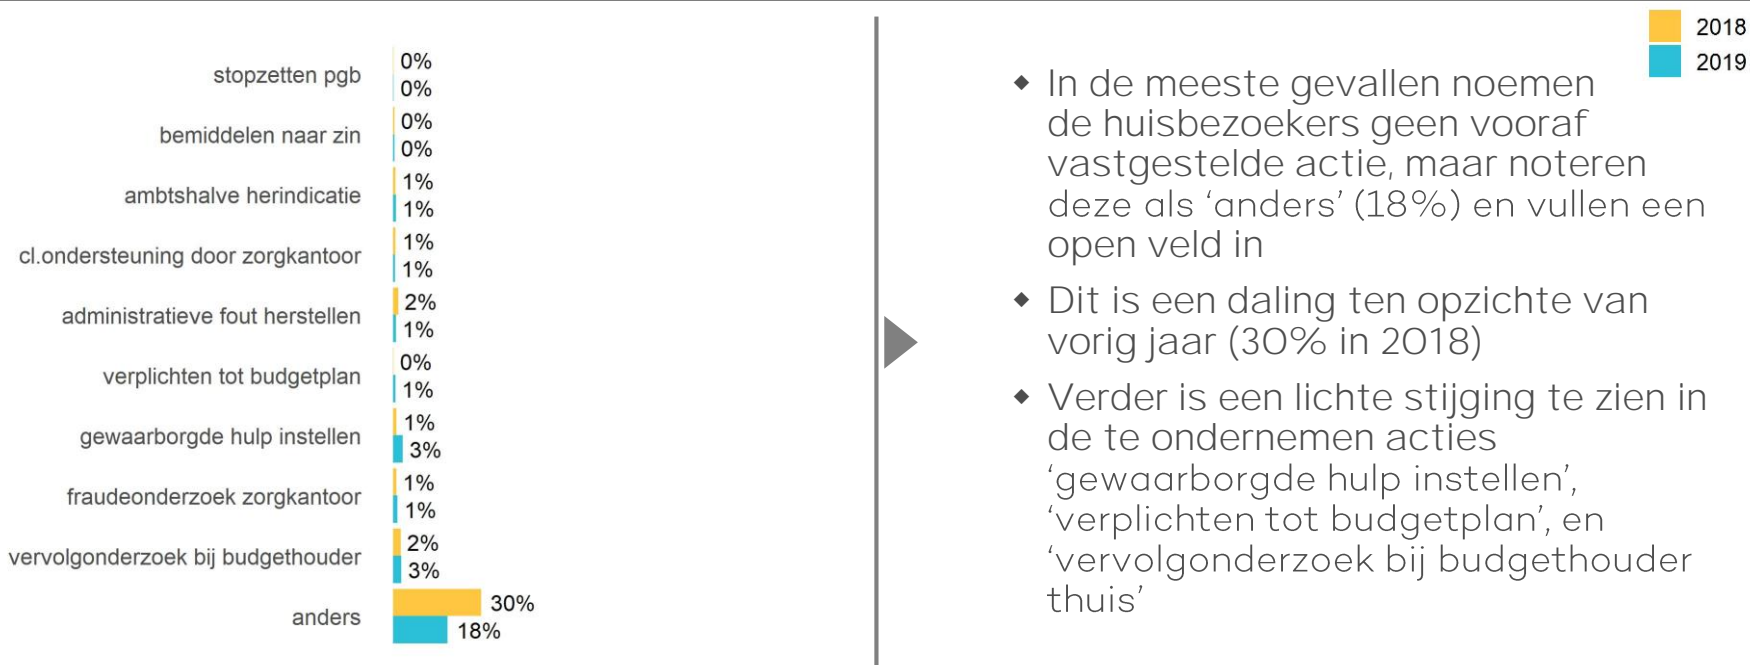 2018
2019
stopzetten pgb
0%
0%
bemiddelen naar zin
0%
0%
ambtshalve herindicatie
1%
1%
cl.ondersteuning door zorgkantoor
1%
1%
administratieve fout herstellen
2%
1%
verplichten tot budgetplan
0%
1%
gewaarborgde hulp instellen
1%
3%
fraudeonderzoek zorgkantoor
1%
1%
vervolgonderzoek bij budgethouder
2%
3%
anders
30%
18%
◆ In de meeste gevallen noemen
de huisbezoekers geen vooraf
vastgestelde actie, maar noteren
deze als ‘anders’ (18%) en vullen een
open veld in
◆ Dit is een daling ten opzichte van
vorig jaar (30% in 2018)
◆ Verder is een lichte stijging te zien in
de te ondernemen acties
‘gewaarborgde hulp instellen’,
‘verplichten tot budgetplan’, en
‘vervolgonderzoek bij budgethouder
thuis’